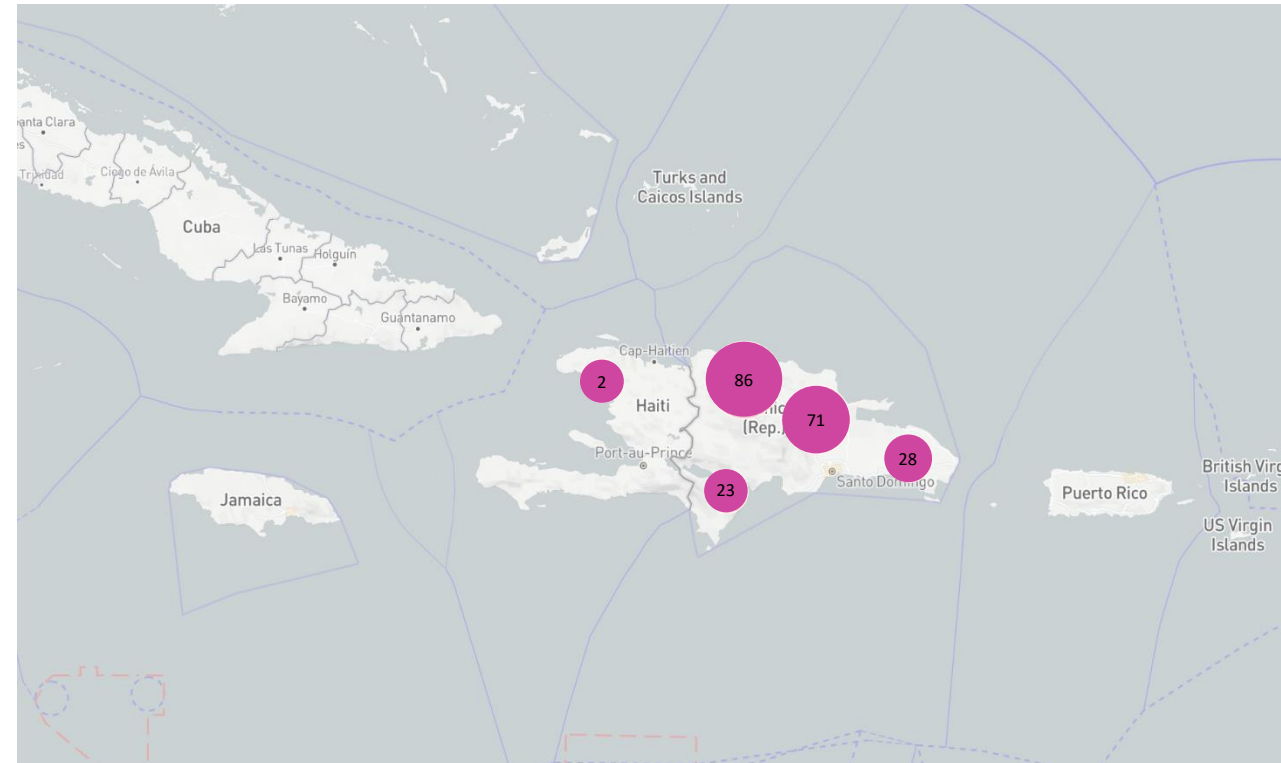 anta Clara
es
Trinidad
Ciego de Ávila
Turks and
Caicos Islands
Cuba
Las Tunas
Holguín
Bayamo
Guantanamo
Cap-Haïtien
2
86
Haiti
(Rep.)
71
Port-au-Prince
28
23
Santo Domingo
Jamaica
Puerto Rico
British Virg
Islands
US Virgin
Islands